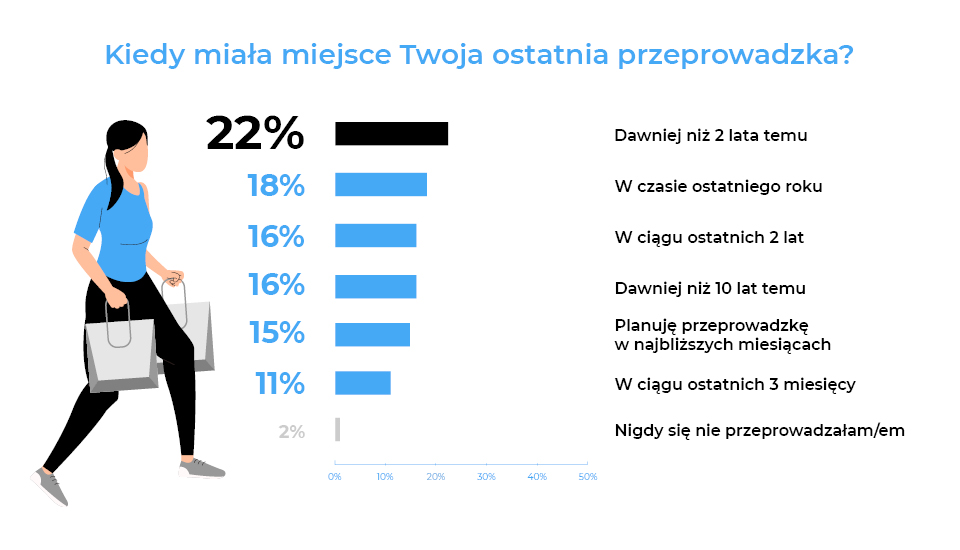 Kiedy miała miejsce Twoja ostatnia przeprowadzka?
22% Dawniej niż 2 lata temu
18% W czasie ostatniego roku
16% W ciągu ostatnich 2 lat
16% Dawniej niż 10 lat temu
15% Planuję przeprowadzkę
w najbliższych miesiącach
11% W ciągu ostatnich 3 miesięcy
2% Nigdy się nie przeprowadzałam/em
0% 10% 20% 30% 40% 50%